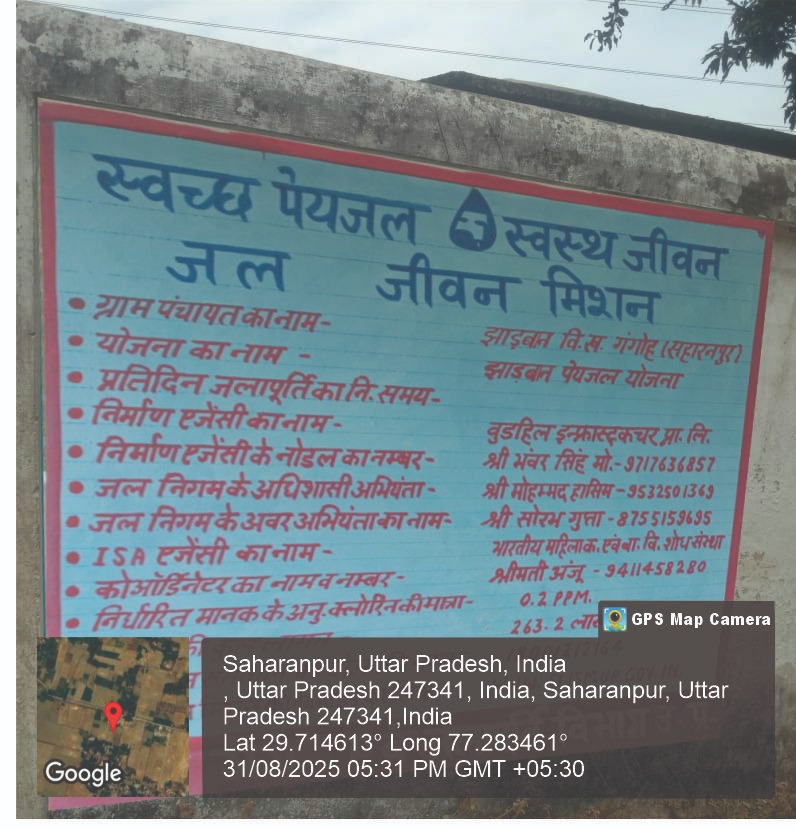 स्वच्छ पेयजल स्वस्थ जीवन
जल जीवन मिशन
• ग्राम पंचायत का नाम- झाड़बान वि.ख. गंगोह (सहारनपुर)
• योजना का नाम - झाड़बान पेयजल योजना
• प्रतिदिन जलापूर्ति का नि. समय-
• निर्माण एजेंसी का नाम- वुडहिल इन्फ्रास्ट्रकचर प्रा. लि.
• निर्माण एजेंसी के नोडल का नम्बर- श्री भंवर सिंह मो.- 9717636857
• जल निगम के अधिशासी अभियंता- श्री मोहम्मद हासिम - 9532501369
• जल निगम के अवर अभियंता का नाम- श्री सोरभ गुप्ता - 8755159695
• ISA एजेंसी का नाम- भारतीय महिला क. एवं बा. वि. शोध संस्था
• कोऑर्डिनेटर का नाम व नम्बर- श्रीमती अंजू - 9411458280
• निर्धारित मानक के अनु. क्लोरिन की मात्रा- 0.2 PPM.
263.2
GPS Map Camera
Saharanpur, Uttar Pradesh, India
, Uttar Pradesh 247341, India, Saharanpur, Uttar
Pradesh 247341,India
Lat 29.714613° Long 77.283461°
31/08/2025 05:31 PM GMT +05:30
Google